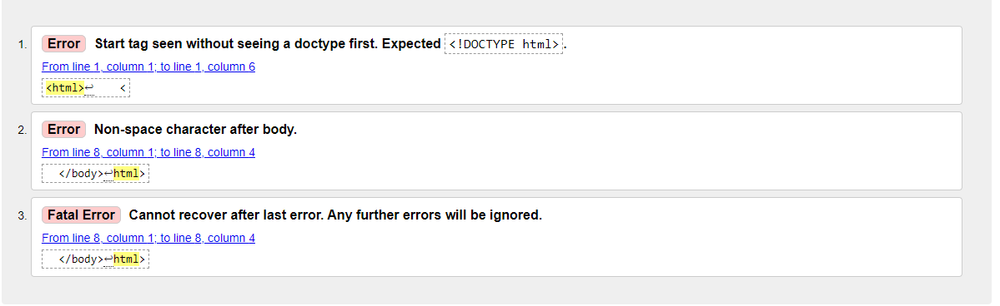 1. Error Start tag seen without seeing a doctype first. Expected <!DOCTYPE html>.
From line 1, column 1; to line 1, column 6
<html>↩    <
2. Error Non-space character after body.
From line 8, column 1; to line 8, column 4
</body>↩html>
3. Fatal Error Cannot recover after last error. Any further errors will be ignored.
From line 8, column 1; to line 8, column 4
</body>↩html>